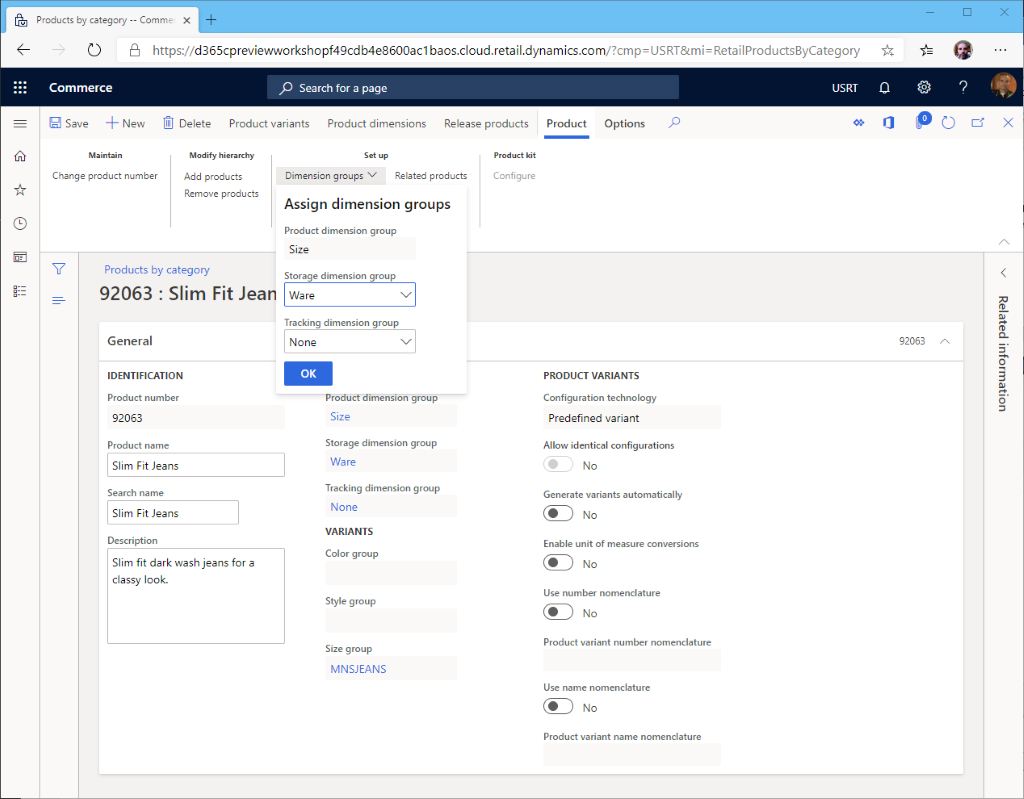 Products by category -- Comme
https://d365cpreviewworkshopf49cdb4e8600ac1baos.cloud.retail.dynamics.com/?cmp=USRT&mi=RetailProductsByCategory
Commerce
Search for a page
USRT
?
Save
New
Delete
Product variants
Product dimensions
Release products
Product
Options
0
Maintain
Modify hierarchy
Set up
Product kit
Change product number
Add products
Dimension groups
Related products
Configure
Remove products
Assign dimension groups
Product dimension group
Size
Storage dimension group
Ware
Tracking dimension group
None
OK
Products by category
92063 : Slim Fit Jean
Related information
General
92063
IDENTIFICATION
Product number
92063
Product name
Slim Fit Jeans
Search name
Slim Fit Jeans
Description
Slim fit dark wash jeans for a
classy look.
Product dimension group
Size
Storage dimension group
Ware
Tracking dimension group
None
VARIANTS
Color group
Style group
Size group
MNSJEANS
PRODUCT VARIANTS
Configuration technology
Predefined variant
Allow identical configurations
No
Generate variants automatically
No
Enable unit of measure conversions
No
Use number nomenclature
No
Product variant number nomenclature
Use name nomenclature
No
Product variant name nomenclature